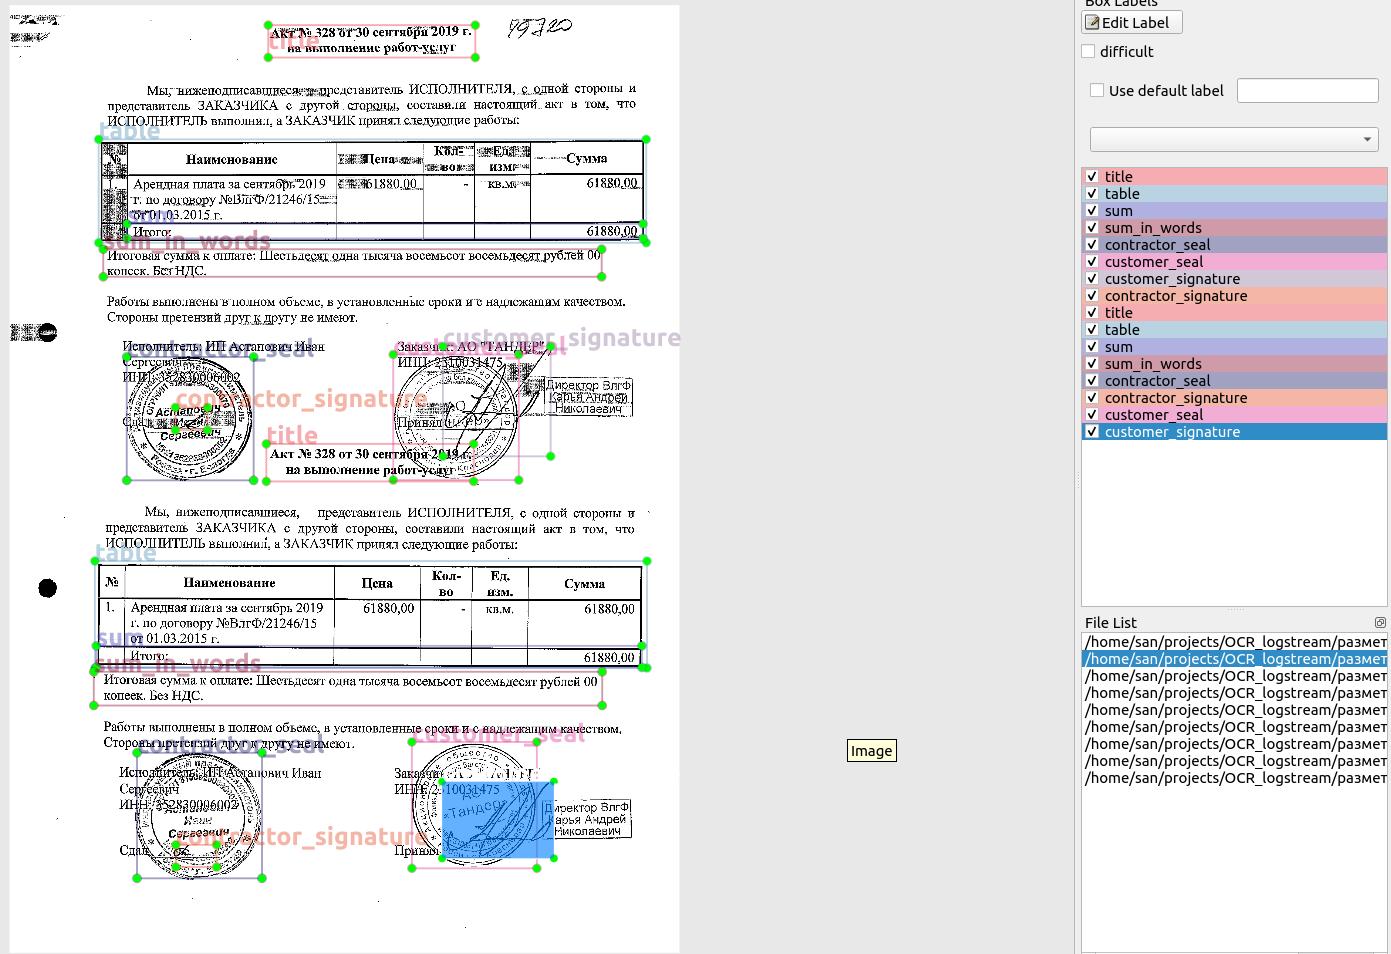 Акт № 328 от 30 сентября 2019 г.
на выполнение работ-услуг
title
Мы, нижеподписавшиеся, представитель ИСПОЛНИТЕЛЯ, с одной стороны и
представитель ЗАКАЗЧИКА с другой стороны, составили настоящий акт в том, что
ИСПОЛНИТЕЛЬ выполнил, а ЗАКАЗЧИК принял следующие работы:
table
№ Наименование Цена Кол-во Ед. изм. Сумма
Арендная плата за сентябрь 2019 61880,00 - кв.м. 61880,00
г. по договору №ВлгФ/21246/15
от 01.03.2015 г.
sum
Итого: 61880,00
sum_in_words
Итоговая сумма к оплате: Шестьдесят одна тысяча восемьсот восемьдесят рублей 00
копеек. Без НДС.
Работы выполнены в полном объеме, в установленные сроки и с надлежащим качеством.
Стороны претензий друг к другу не имеют.
customer_signature
Исполнитель: ИП Астапович Иван
Сергеевич
contractor_seal
customer_seal
Заказчик: АО "ТАНДЕР"
ИНН: 2310031475
Директор ВлгФ
Карья Андрей
Николаевич
contractor_signature
Астапович
Сергеевич
Принял
title
Акт № 328 от 30 сентября 2019 г.
на выполнение работ-услуг
Мы, нижеподписавшиеся, представитель ИСПОЛНИТЕЛЯ, с одной стороны и
представитель ЗАКАЗЧИКА с другой стороны, составили настоящий акт в том, что
ИСПОЛНИТЕЛЬ выполнил, а ЗАКАЗЧИК принял следующие работы:
table
№ Наименование Цена Кол-во Ед. изм. Сумма
1. Арендная плата за сентябрь 2019 61880,00 - кв.м. 61880,00
г. по договору №ВлгФ/21246/15
от 01.03.2015 г.
sum
Итого: 61880,00
sum_in_words
Итоговая сумма к оплате: Шестьдесят одна тысяча восемьсот восемьдесят рублей 00
копеек. Без НДС.
Работы выполнены в полном объеме, в установленные сроки и с надлежащим качеством.
Стороны претензий друг к другу не имеют.
contractor_seal
customer_seal
Исполнитель: ИП Астапович Иван
Сергеевич
ИНН: 352830006002
Астапович
Иван
Сергеевич
Заказчик
10031475
«Тандер»
Директор ВлгФ
Карья Андрей
Николаевич
contractor_signature
Сдал
Принял
Image
Box Labels
Edit Label
difficult
Use default label
title
table
sum
sum_in_words
contractor_seal
customer_seal
customer_signature
contractor_signature
title
table
sum
sum_in_words
contractor_seal
contractor_signature
customer_seal
customer_signature
File List
/home/san/projects/OCR_logstream/размет
/home/san/projects/OCR_logstream/размет
/home/san/projects/OCR_logstream/размет
/home/san/projects/OCR_logstream/размет
/home/san/projects/OCR_logstream/размет
/home/san/projects/OCR_logstream/размет
/home/san/projects/OCR_logstream/размет
/home/san/projects/OCR_logstream/размет
/home/san/projects/OCR_logstream/размет